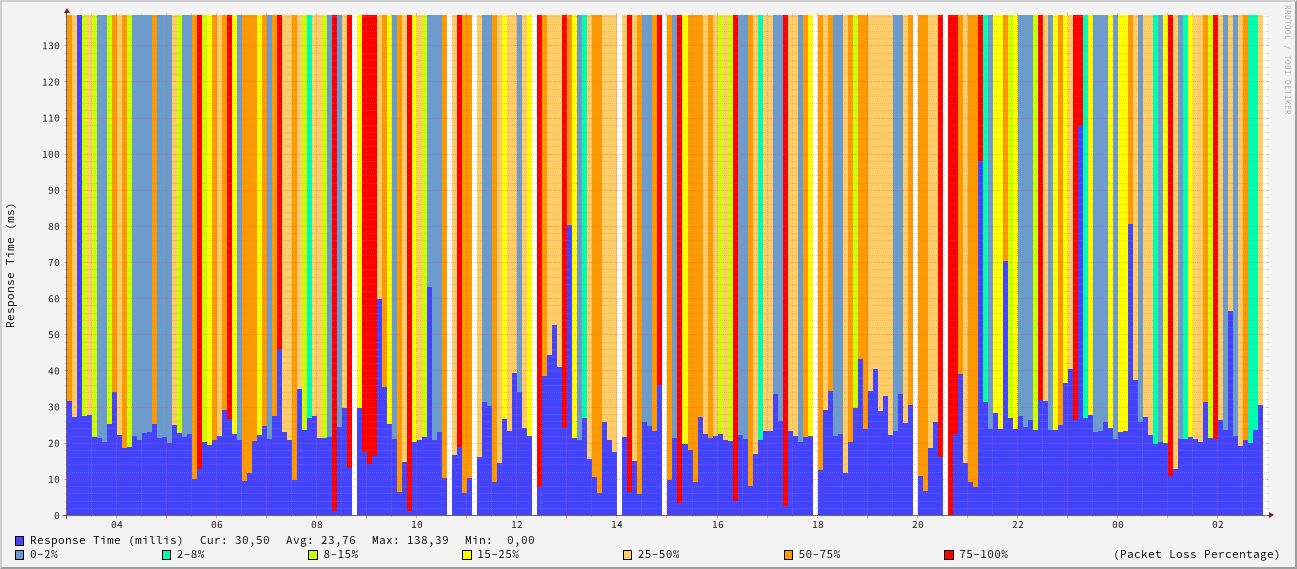 RRDTOOL / TOBI OETIKER
Response Time (ms)
130
120
110
100
90
80
70
60
50
40
30
20
10
0
04 06 08 10 12 14 16 18 20 22 00 02
Response Time (millis) Cur: 30,50 Avg: 23,76 Max: 138,39 Min: 0,00
0-2% 2-8% 8-15% 15-25% 25-50% 50-75% 75-100% (Packet Loss Percentage)